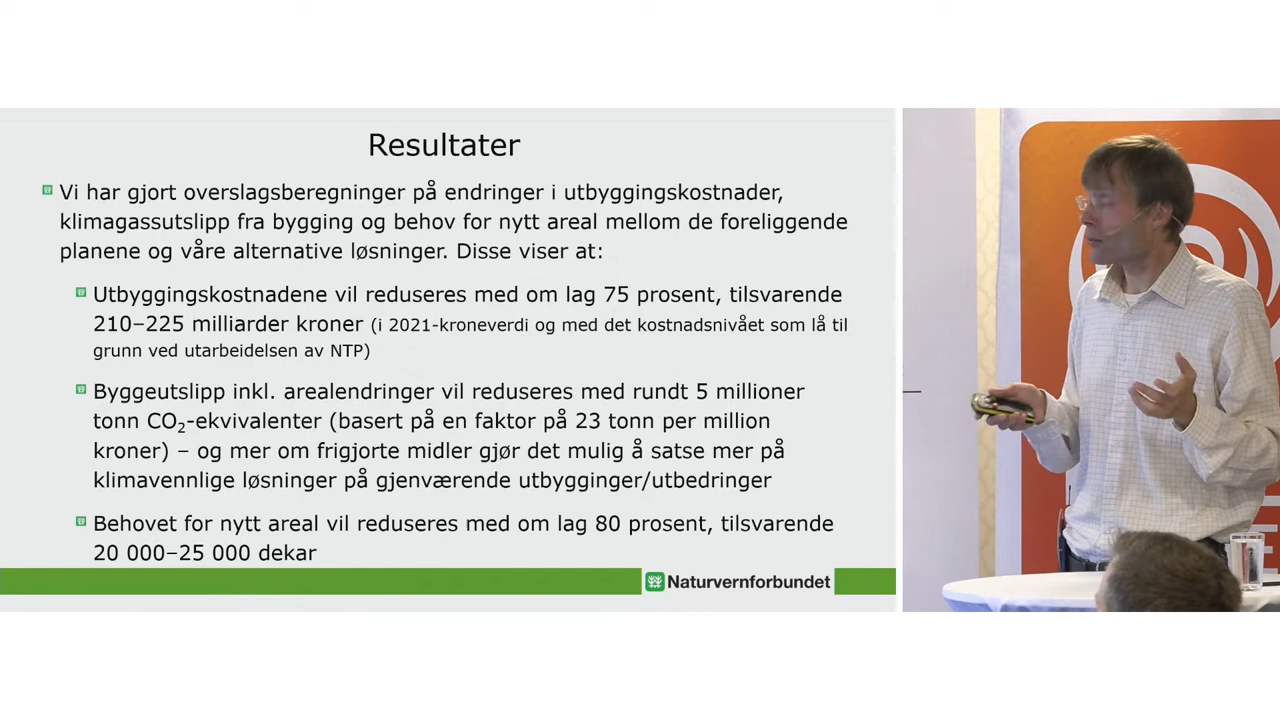 Resultater
Vi har gjort overslagsberegninger på endringer i utbyggingskostnader,
klimagassutslipp fra bygging og behov for nytt areal mellom de foreliggende
planene og våre alternative løsninger. Disse viser at:
Utbyggingskostnadene vil reduseres med om lag 75 prosent, tilsvarende
210–225 milliarder kroner (i 2021-kroneverdi og med det kostnadsnivået som lå til
grunn ved utarbeidelsen av NTP)
Byggeutslipp inkl. arealendringer vil reduseres med rundt 5 millioner
tonn CO₂-ekvivalenter (basert på en faktor på 23 tonn per million
kroner) – og mer om frigjorte midler gjør det mulig å satse mer på
klimavennlige løsninger på gjenværende utbygginger/utbedringer
Behovet for nytt areal vil reduseres med om lag 80 prosent, tilsvarende
20 000–25 000 dekar
Naturvernforbundet